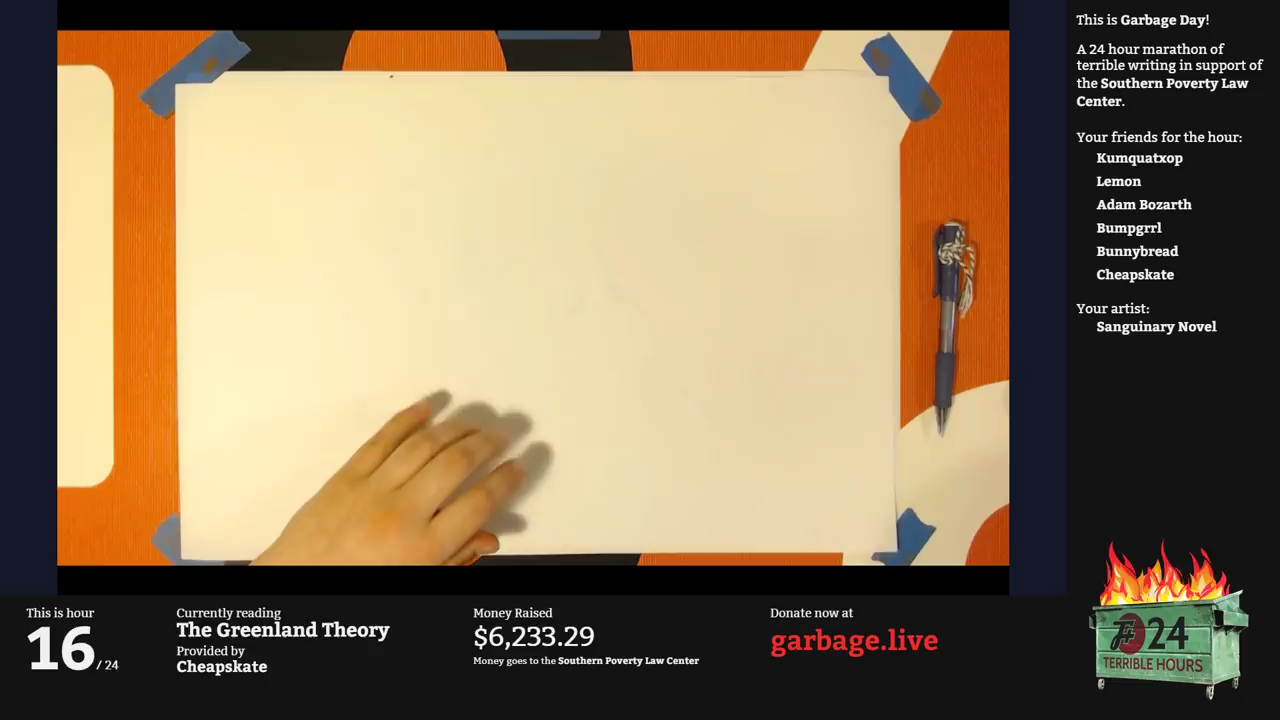 This is Garbage Day!
A 24 hour marathon of
terrible writing in support of
the Southern Poverty Law
Center.
Your friends for the hour:
Kumquatxop
Lemon
Adam Bozarth
Bumpgrrl
Bunnybread
Cheapskate
Your artist:
Sanguinary Novel
This is hour
16 / 24
Currently reading
The Greenland Theory
Provided by
Cheapskate
Money Raised
$6,233.29
Money goes to the Southern Poverty Law Center
Donate now at
garbage.live
24
TERRIBLE HOURS